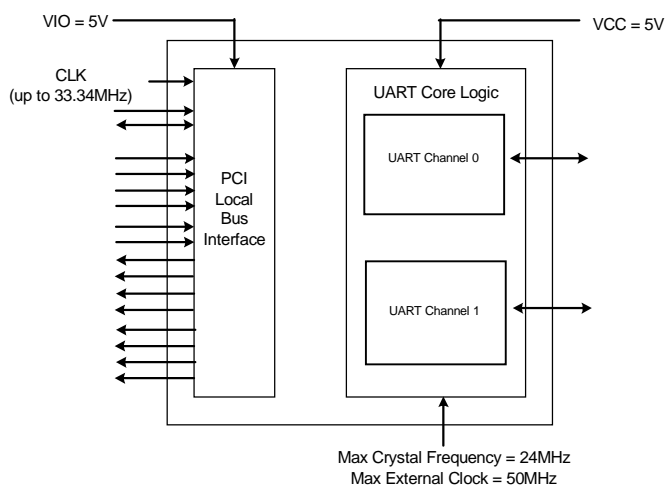 VIO = 5V
VCC = 5V
CLK
(up to 33.34MHz)
PCI
Local
Bus
Interface
UART Core Logic
UART Channel 0
UART Channel 1
Max Crystal Frequency = 24MHz
Max External Clock = 50MHz